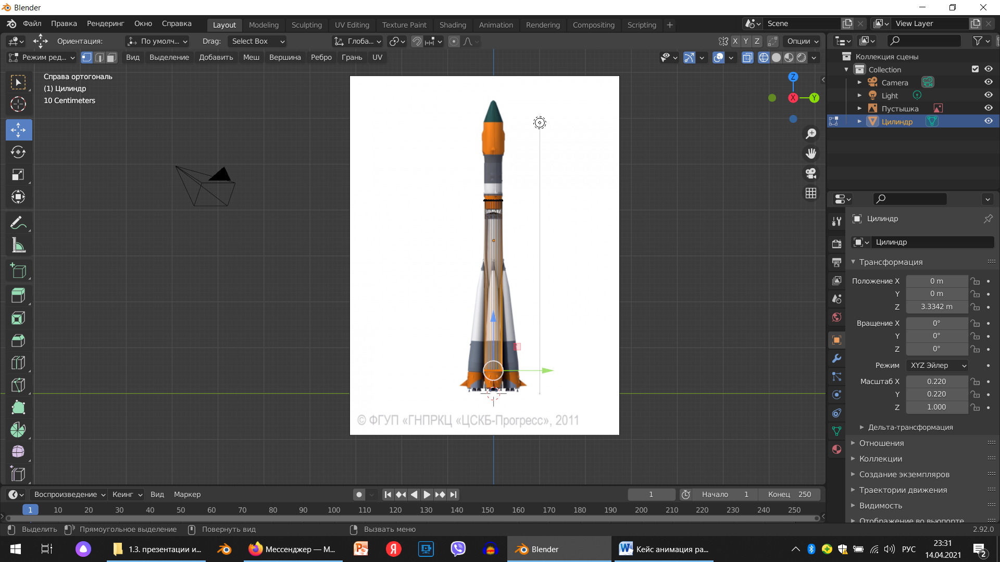 Blender
Файл Правка Рендеринг Окно Справка Layout Modeling Sculpting UV Editing Texture Paint Shading Animation Rendering Compositing Scripting + Scene View Layer
Ориентация: По умолч... Drag: Select Box Глоба... X Y Z Опции
Режим ред... Вид Выделение Добавить Меш Вершина Ребро Грань UV
Справа ортогональ
(1) Цилиндр
10 Centimeters
Z
X
Y
© ФГУП «ГНПРКЦ «ЦСКБ-Прогресс», 2011
Коллекция сцены
Collection
Camera
Light
Пустышка
Цилиндр
Цилиндр
Цилиндр
Трансформация
Положение X 0 m
Y 0 m
Z 3.3342 m
Вращение X 0°
Y 0°
Z 0°
Режим XYZ Эйлер
Масштаб X 0.220
Y 0.220
Z 1.000
Дельта-трансформация
Отношения
Коллекции
Создание экземпляров
Траектории движения
Видимость
Отображение во вьюпорте
Воспроизведение Кеинг Вид Маркер 1 Начало 1 Конец 250
1 10 20 30 40 50 60 70 80 90 100 110 120 130 140 150 160 170 180 190 200 210 220 230 240 250
Выделить Прямоугольное выделение Повернуть вид Вызвать меню 2.92.0
1.3. презентации и... Мессенджер — М... Blender Кейс анимация ра... РУС 23:31
14.04.2021
2